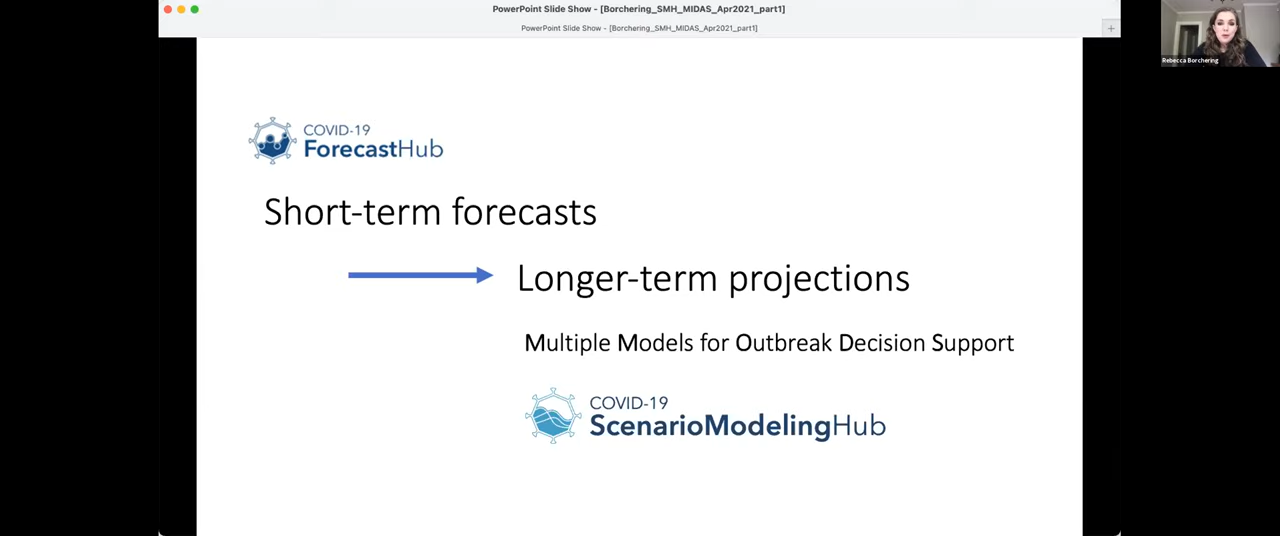 PowerPoint Slide Show - [Borchering_SMH_MIDAS_Apr2021_part1]
PowerPoint Slide Show - [Borchering_SMH_MIDAS_Apr2021_part1]
Rebecca Borchering
COVID-19
ForecastHub
Short-term forecasts
Longer-term projections
Multiple Models for Outbreak Decision Support
COVID-19
ScenarioModelingHub